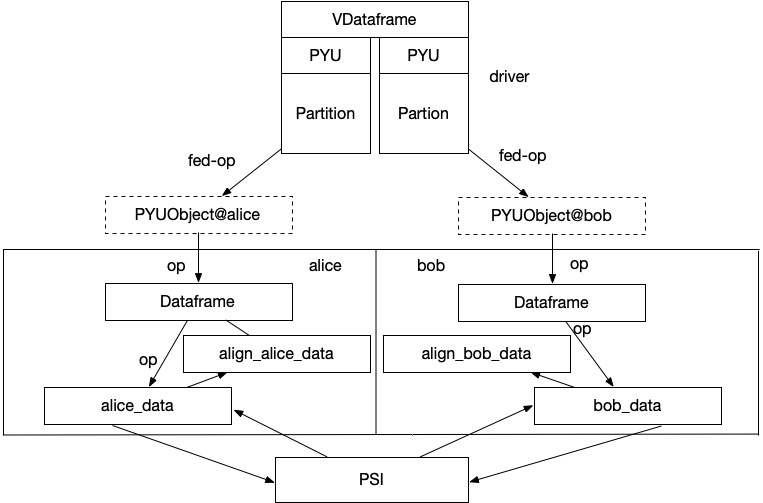 VDataframe
PYU
PYU
driver
Partition
Partion
fed-op
fed-op
PYUObject@alice
PYUObject@bob
op
alice
bob
op
Dataframe
Dataframe
op
align_alice_data
align_bob_data
op
alice_data
bob_data
PSI